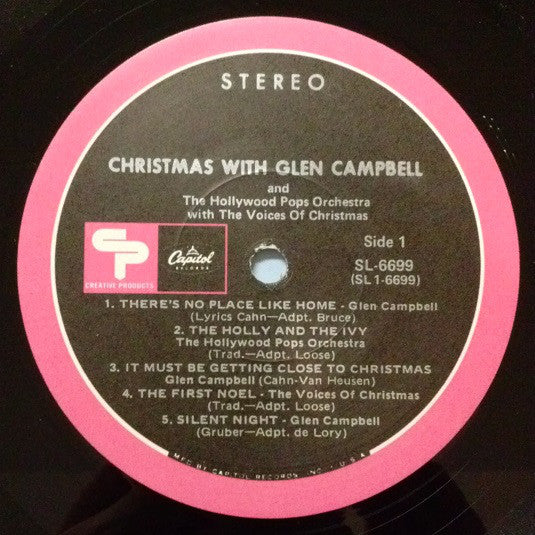 STEREO
CHRISTMAS WITH GLEN CAMPBELL
and
The Hollywood Pops Orchestra
with The Voices Of Christmas
CP
CREATIVE PRODUCTS
Capitol
RECORDS
Side 1
SL-6699
(SL 1-6699)
1. THERE'S NO PLACE LIKE HOME - Glen Campbell
(Lyrics Cahn—Adpt. Bruce)
2. THE HOLLY AND THE IVY
The Hollywood Pops Orchestra
(Trad.—Adpt. Loose)
3. IT MUST BE GETTING CLOSE TO CHRISTMAS
Glen Campbell (Cahn-Van Heusen)
4. THE FIRST NOEL - The Voices Of Christmas
(Trad.—Adpt. Loose)
5. SILENT NIGHT - Glen Campbell
(Gruber—Adpt. de Lory)
MFG. BY CAPITOL RECORDS, INC. U.S.A.